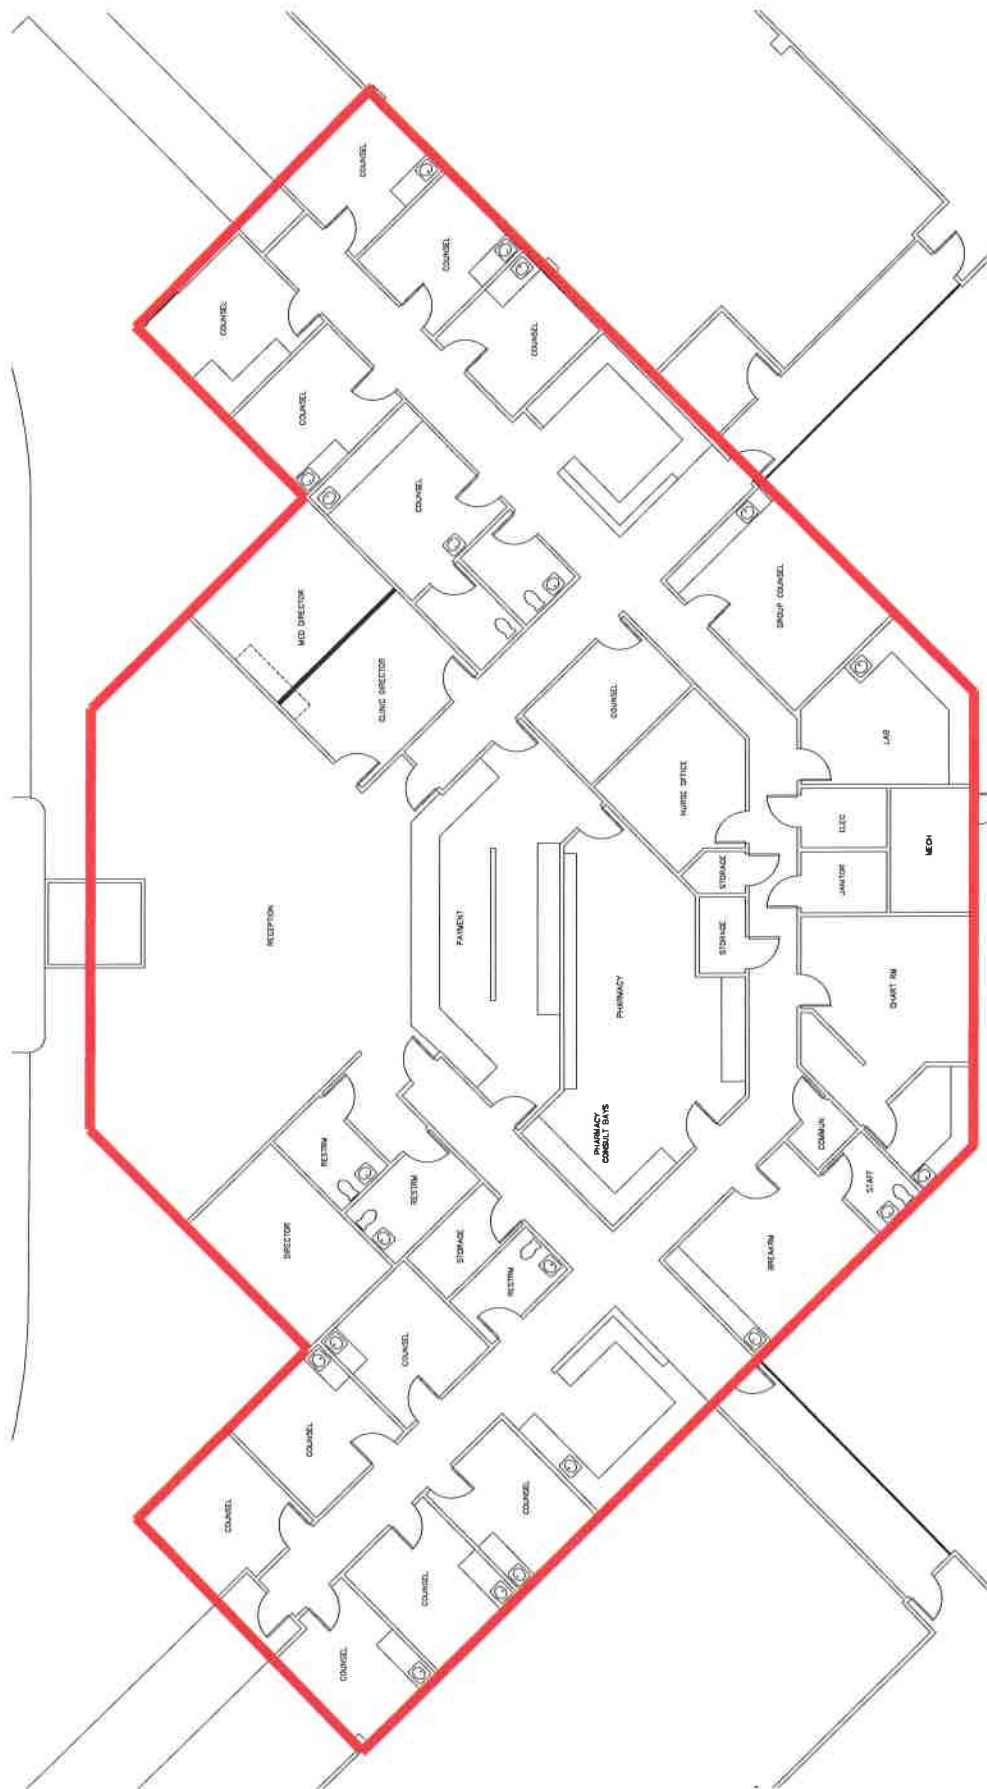 COUNSEL
COUNSEL
COUNSEL
COUNSEL
COUNSEL
COUNSEL
MED DIRECTOR
CLINIC DIRECTOR
GROUP COUNSEL
COUNSEL
NURSE OFFICE
LAB
ELEC
MECH
JANITOR
STORAGE
STORAGE
RECEPTION
PAYMENT
PHARMACY
CHART RM
PHARMACY
CONSULT BAYS
COMMUN
STAFF
BREAKRM
RESTRM
RESTRM
STORAGE
RESTRM
DIRECTOR
COUNSEL
COUNSEL
COUNSEL
COUNSEL
COUNSEL
COUNSEL